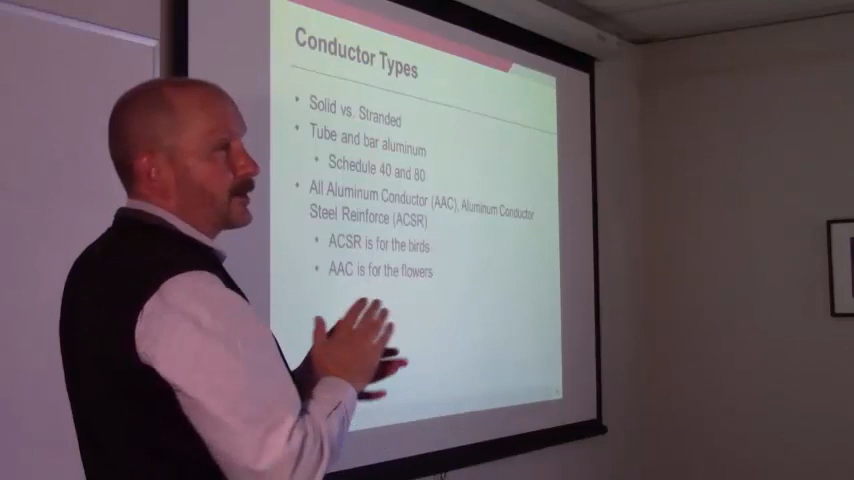 Conductor Types
• Solid vs. Stranded
• Tube and bar aluminum
• Schedule 40 and 80
• All Aluminum Conductor (AAC), Aluminum Conductor
Steel Reinforce (ACSR)
• ACSR is for the birds
• AAC is for the flowers